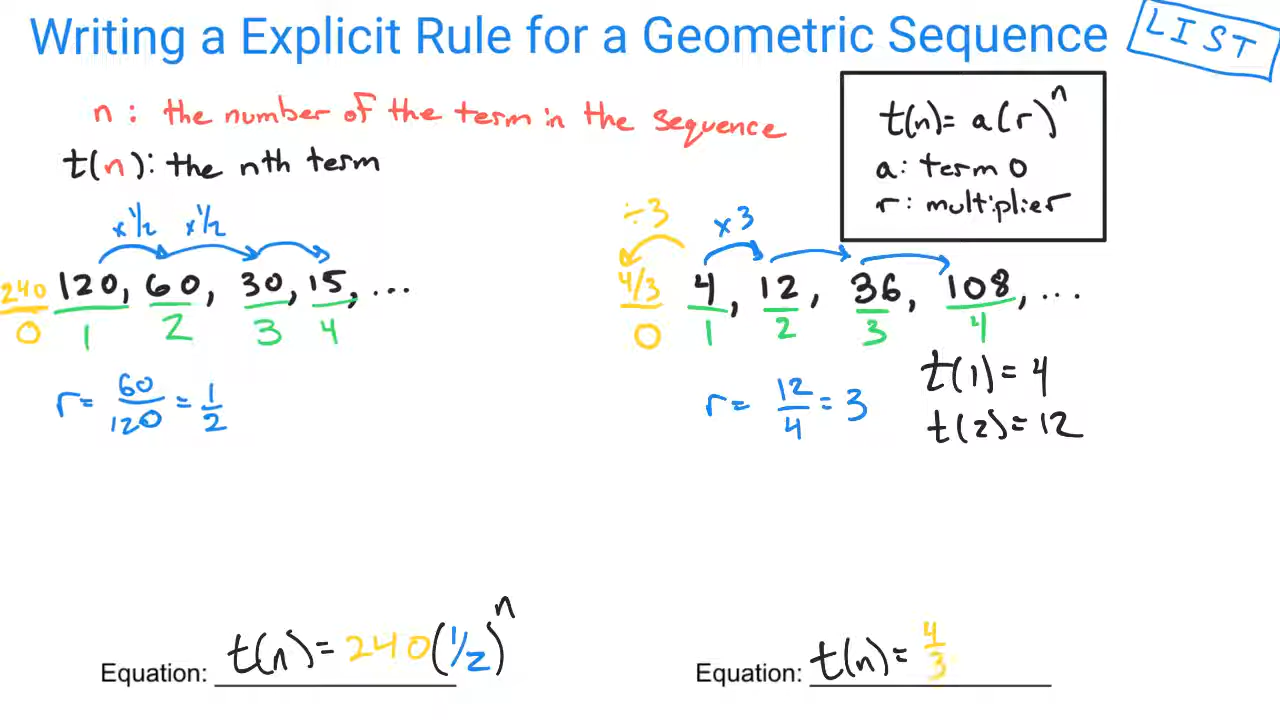 Writing a Explicit Rule for a Geometric Sequence
LIST
n: the number of the term in the sequence
t(n): the nth term
t(n)= a(r)^n
a: term 0
r: multiplier
x 1/2 x 1/2
240 120, 60, 30, 15, ...
0 1 2 3 4
r= 60/120 = 1/2
÷3 x 3
4/3 4, 12, 36, 108, ...
0 1 2 3 4
r= 12/4 = 3
t(1)= 4
t(2)= 12
Equation: t(n)= 240(1/2)^n
Equation: t(n)= 4/3